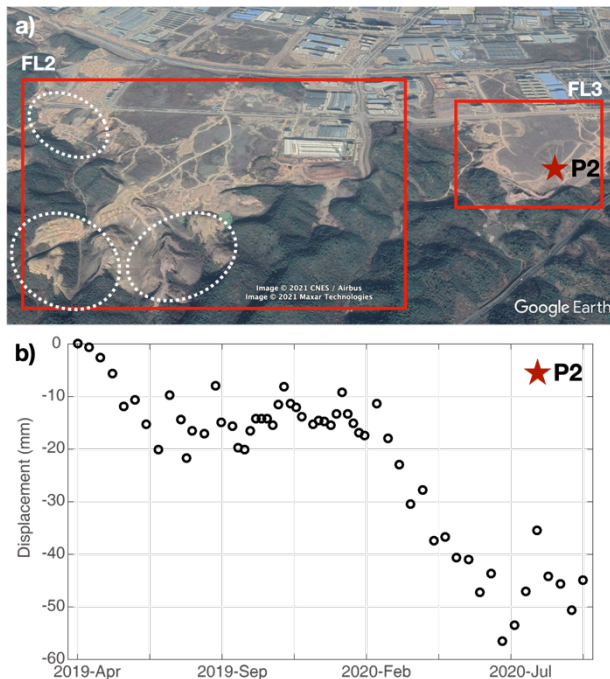 a)
FL2
FL3
P2
Image © 2021 CNES / Airbus
Image © 2021 Maxar Technologies
Google Earth
b)
P2
Displacement (mm)
0
-10
-20
-30
-40
-50
-60
2019-Apr
2019-Sep
2020-Feb
2020-Jul